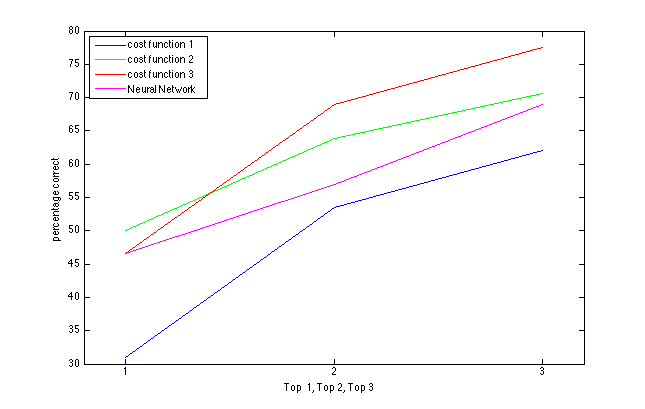 80
75
70
65
60
55
50
45
40
35
30
percentage correct
cost function 1
cost function 2
cost function 3
Neural Network
1
2
3
Top 1, Top 2, Top 3